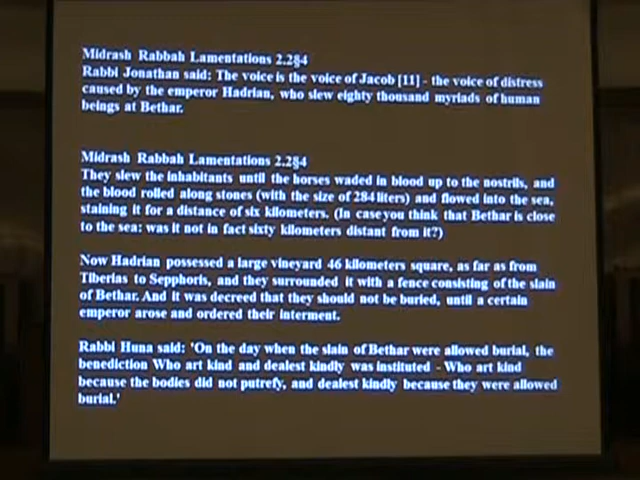 Midrash Rabbah Lamentations 2.2§4
Rabbi Jonathan said: The voice is the voice of Jacob [11] - the voice of distress
caused by the emperor Hadrian, who slew eighty thousand myriads of human
beings at Bethar.
Midrash Rabbah Lamentations 2.2§4
They slew the inhabitants until the horses waded in blood up to the nostrils, and
the blood rolled along stones (with the size of 284 liters) and flowed into the sea,
staining it for a distance of six kilometers. (In case you think that Bethar is close
to the sea: was it not in fact sixty kilometers distant from it?)
Now Hadrian possessed a large vineyard 46 kilometers square, as far as from
Tiberias to Sepphoris, and they surrounded it with a fence consisting of the slain
of Bethar. And it was decreed that they should not be buried, until a certain
emperor arose and ordered their interment.
Rabbi Huna said: 'On the day when the slain of Bethar were allowed burial, the
benediction Who art kind and dealest kindly was instituted - Who art kind
because the bodies did not putrefy, and dealest kindly because they were allowed
burial.'